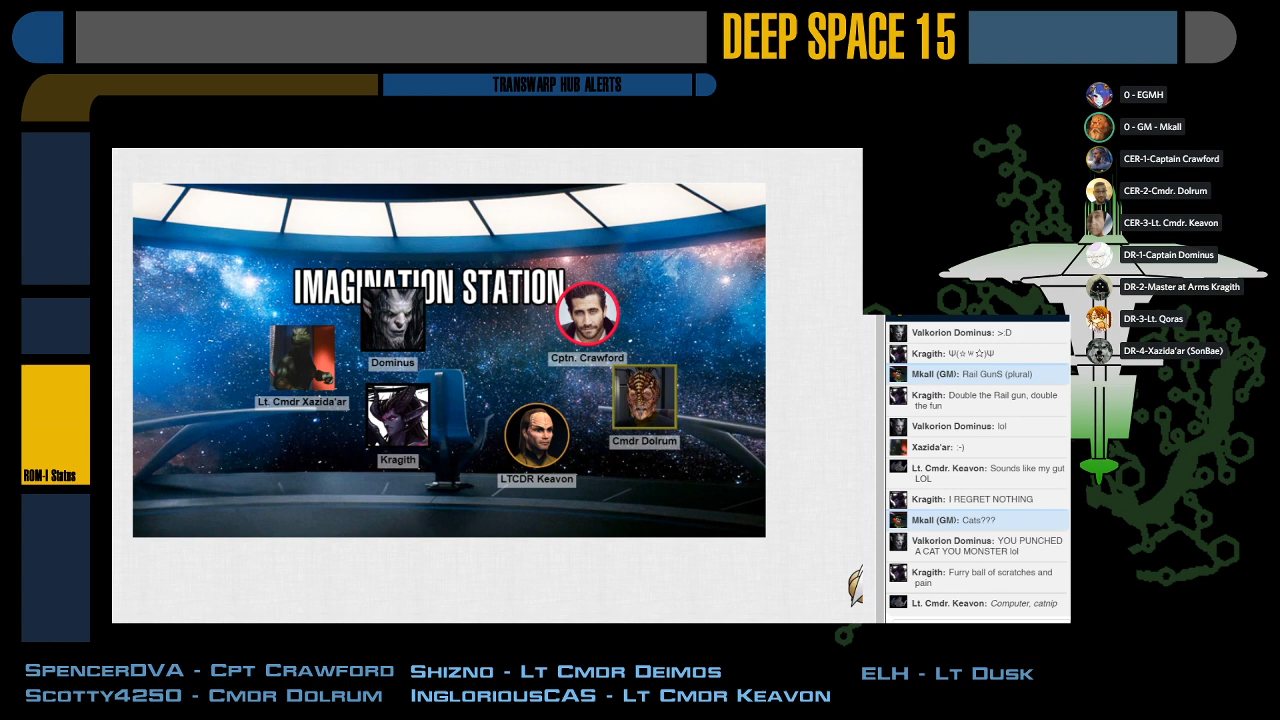 DEEP SPACE 15
TRANSWARP HUB ALERTS
0 - EGMH
0 - GM - Mkall
CER-1-Captain Crawford
CER-2-Cmdr. Dolrum
CER-3-Lt. Cmdr. Keavon
DR-1-Captain Dominus
DR-2-Master at Arms Kragith
DR-3-Lt. Qoras
DR-4-Xazida'ar (SonBae)
IMAGINATION STATION
Dominus
Cptn. Crawford
Lt. Cmdr Xazida'ar
Cmdr Dolrum
Kragith
LTCDR Keavon
ROM-I Status
Valkorion Dominus: >:D
Kragith: Ψ(☆ｗ☆)Ψ
Mkall (GM): Rail GunS (plural)
Kragith: Double the Rail gun, double
the fun
Valkorion Dominus: lol
Xazida'ar: :-)
Lt. Cmdr. Keavon: Sounds like my gut
LOL
Kragith: I REGRET NOTHING
Mkall (GM): Cats???
Valkorion Dominus: YOU PUNCHED
A CAT YOU MONSTER lol
Kragith: Furry ball of scratches and
pain
Lt. Cmdr. Keavon: Computer, catnip
SpencerDVA - Cpt Crawford
Shizno - Lt Cmdr Deimos
ELH - Lt Dusk
Scotty4250 - Cmdr Dolrum
IngloriousCAS - Lt Cmdr Keavon